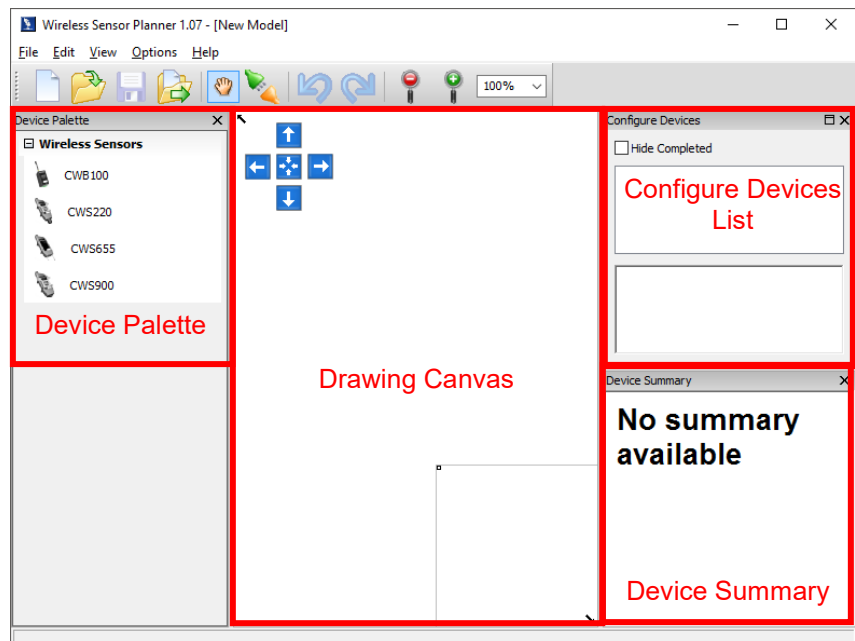 Wireless Sensor Planner 1.07 - [New Model]
File Edit View Options Help
100%
Device Palette
Wireless Sensors
CWB100
CWS220
CWS655
CWS900
Device Palette
Drawing Canvas
Configure Devices
Hide Completed
Configure Devices
List
Device Summary
No summary
available
Device Summary